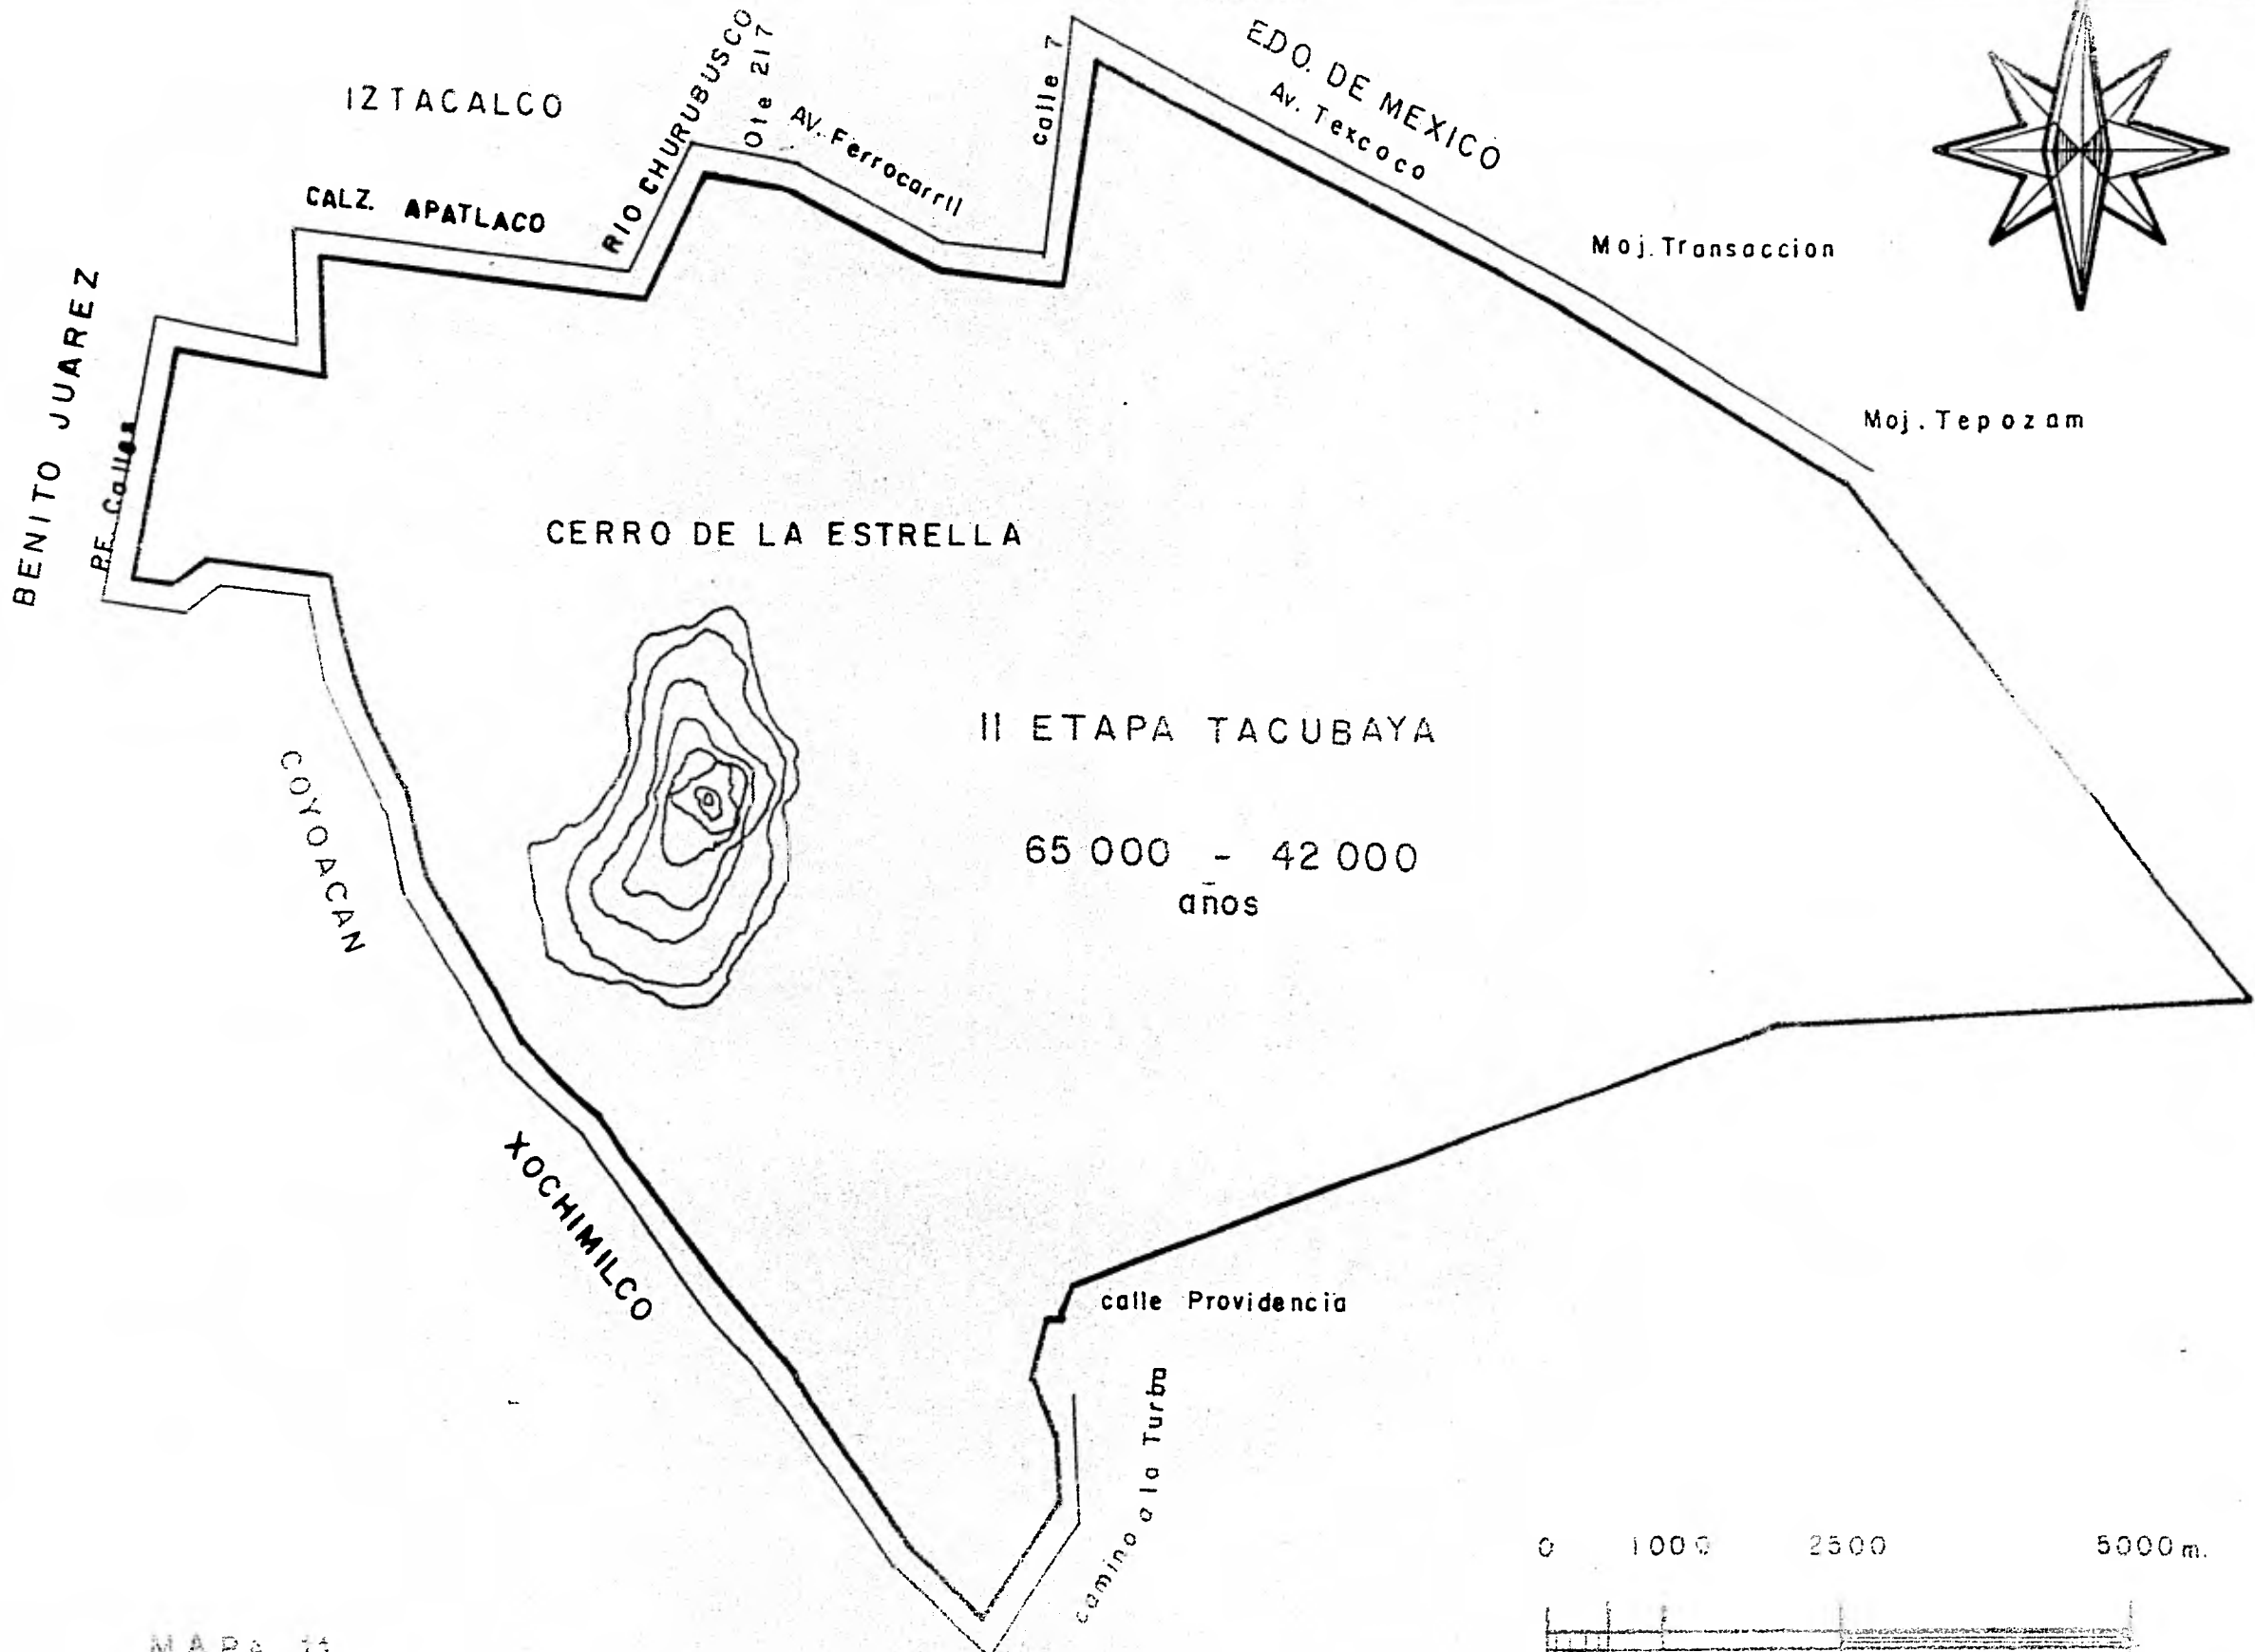 IZTACALCO
CALZ. APATLACO
RIO CHURUBUSCO
Ote 217
AV. Ferrocarril
calle 7
EDO. DE MEXICO
Av. Texcoco
Moj. Transaccion
Moj. Tepozam
BENITO JUAREZ
P.E. Calles
CERRO DE LA ESTRELLA
II ETAPA TACUBAYA
65 000 - 42 000
años
COYOACAN
XOCHIMILCO
calle Providencia
camino a la Turba
0 1000 2500 5000 m.
MAPA 11